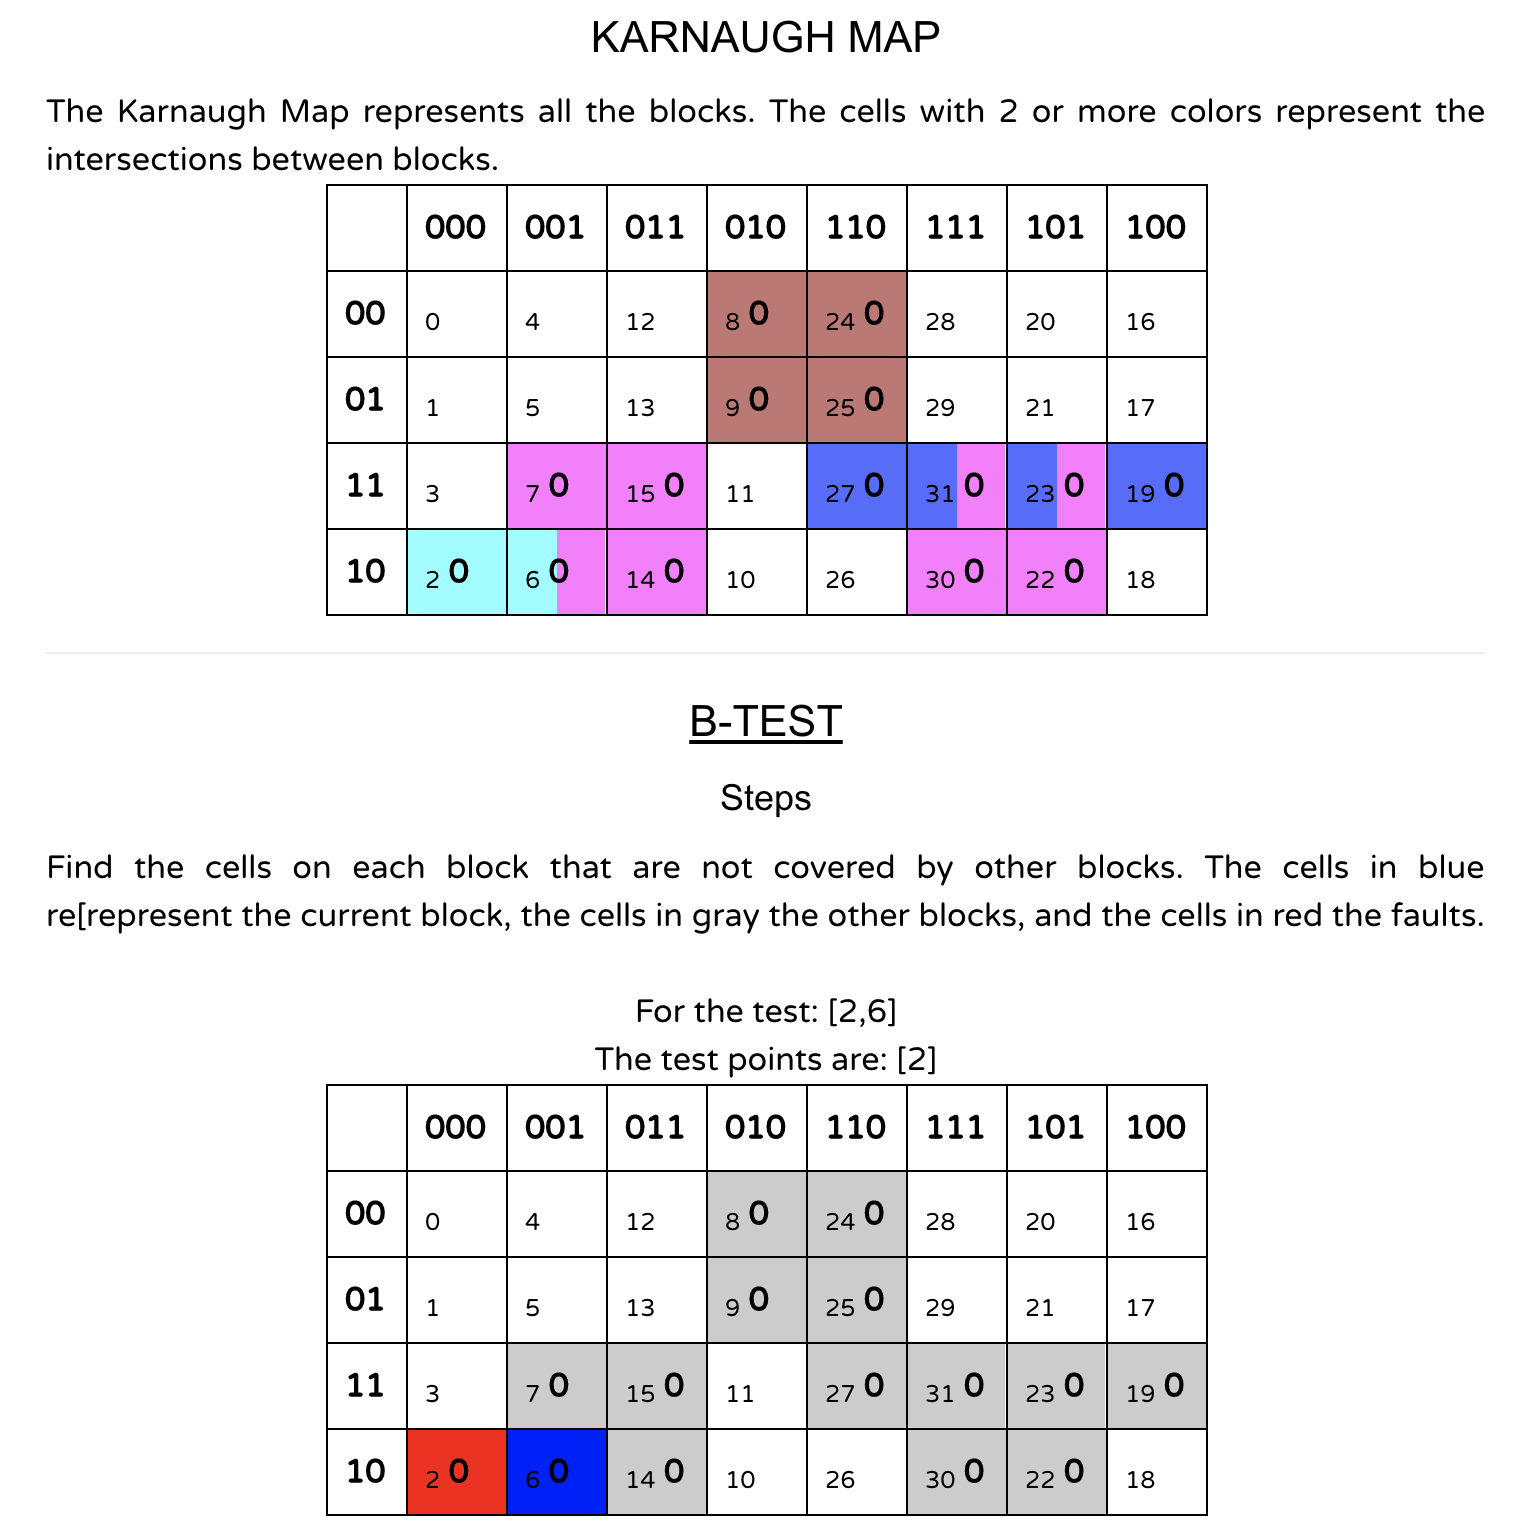 KARNAUGH MAP
The Karnaugh Map represents all the blocks. The cells with 2 or more colors represent the
intersections between blocks.
000 001 011 010 110 111 101 100
00 0 4 12 8 0 24 0 28 20 16
01 1 5 13 9 0 25 0 29 21 17
11 3 7 0 15 0 11 27 0 31 0 23 0 19 0
10 2 0 6 0 14 0 10 26 30 0 22 0 18
B-TEST
Steps
Find the cells on each block that are not covered by other blocks. The cells in blue
re[represent the current block, the cells in gray the other blocks, and the cells in red the faults.
For the test: [2,6]
The test points are: [2]
000 001 011 010 110 111 101 100
00 0 4 12 8 0 24 0 28 20 16
01 1 5 13 9 0 25 0 29 21 17
11 3 7 0 15 0 11 27 0 31 0 23 0 19 0
10 2 0 6 0 14 0 10 26 30 0 22 0 18